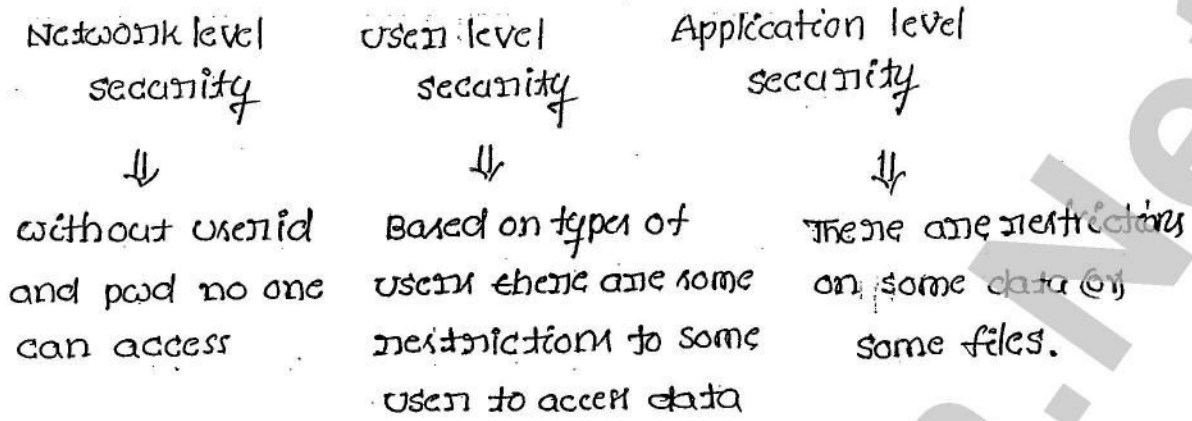 Network level
security
⇓
without userid
and pwd no one
can access
User level
security
⇓
Based on types of
users there are some
restrictions to some
user to access data
Application level
security
⇓
There are restrictions
on some data (or)
some files.